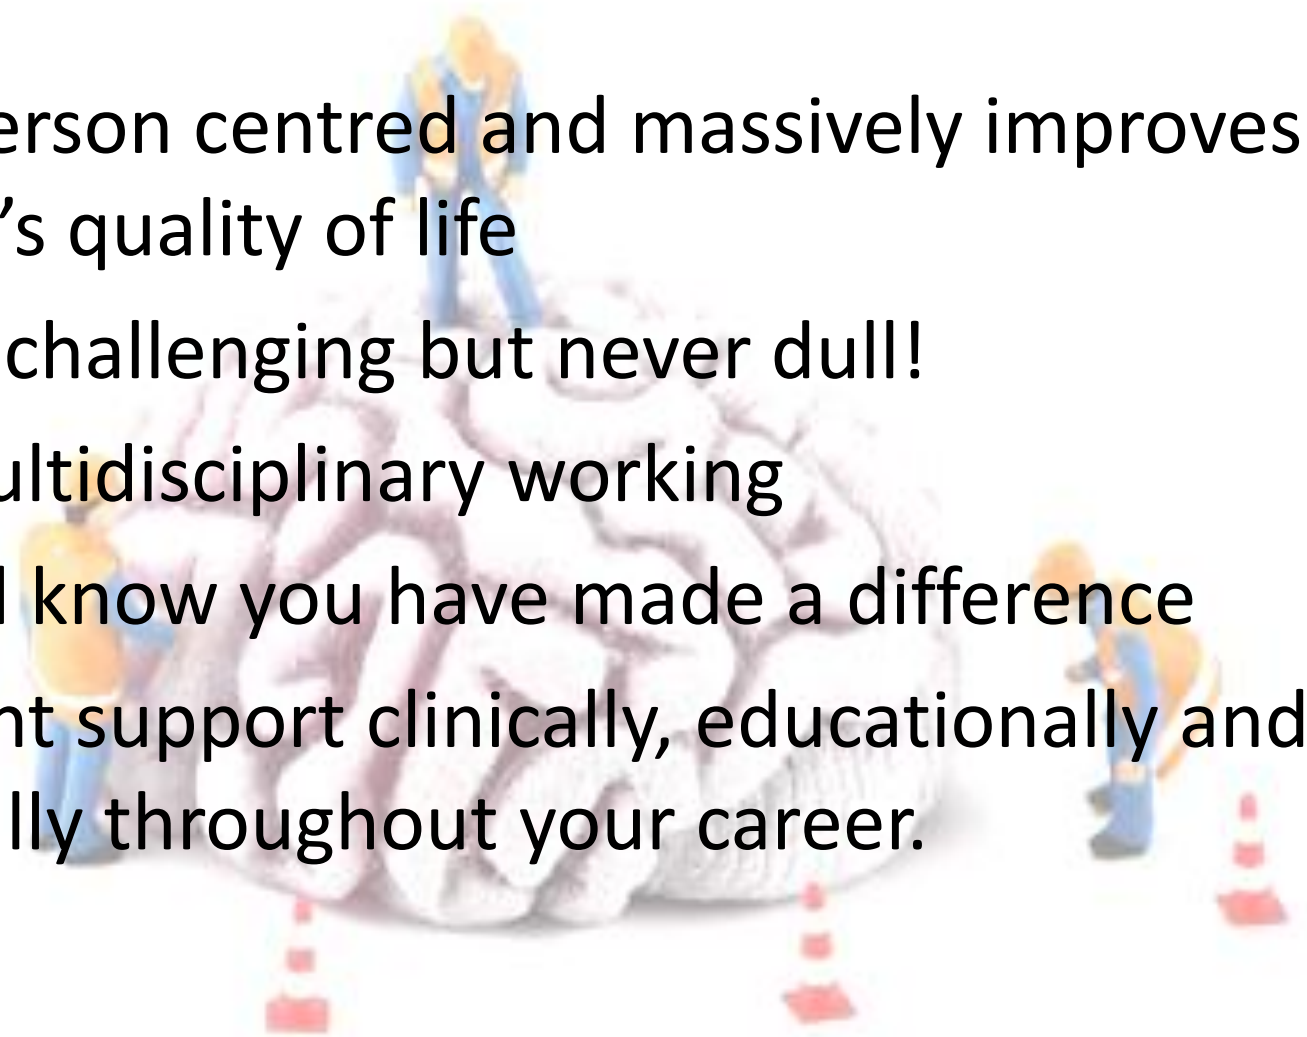 erson centred and massively improves
’s quality of life
challenging but never dull!
ultidisciplinary working
know you have made a difference
nt support clinically, educationally and
lly throughout your career.